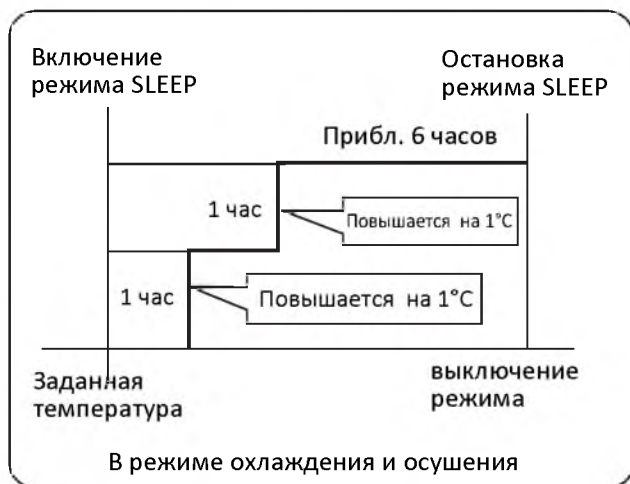 Включение
режима SLEEP
Остановка
режима SLEEP
Прибл. 6 часов
1 час
Повышается на 1°C
1 час
Повышается на 1°C
Заданная
температура
выключение
режима
В режиме охлаждения и осушения